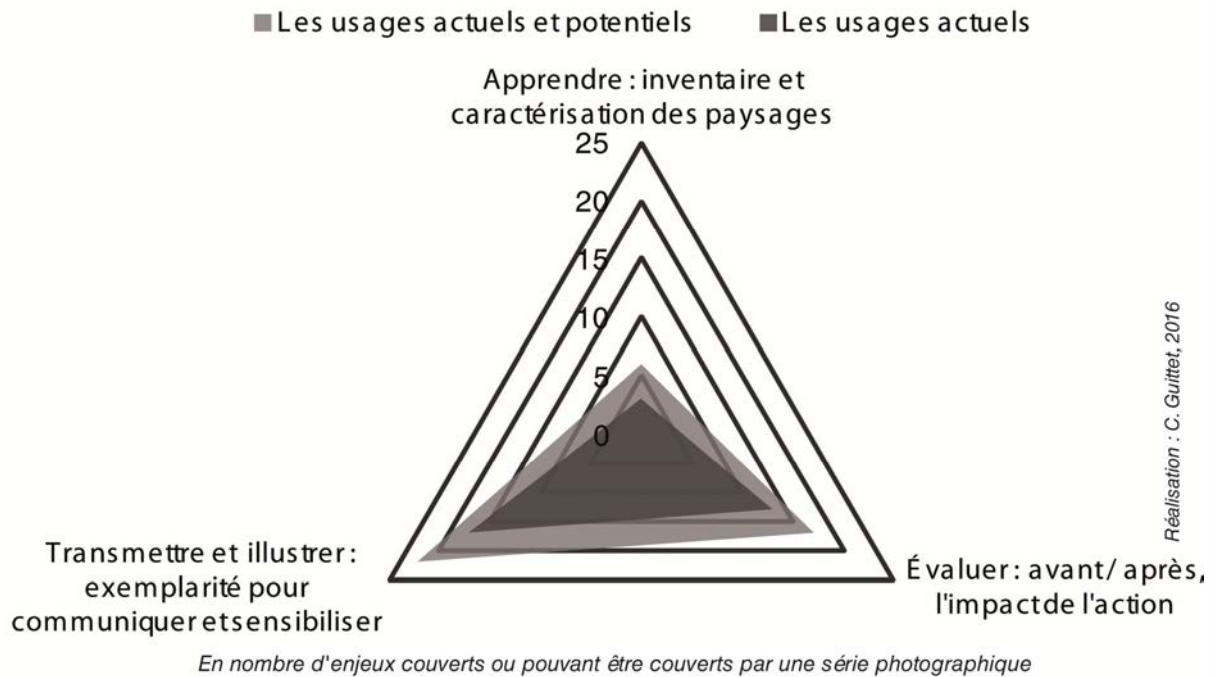 Les usages actuels et potentiels
Les usages actuels
Apprendre : inventaire et
caractérisation des paysages
25
20
15
10
5
0
Transmettre et illustrer :
exemplarité pour
communiquer et sensibiliser
Évaluer : avant/ après,
l'impact de l'action
Réalisation : C. Guittet, 2016
En nombre d'enjeux couverts ou pouvant être couverts par une série photographique